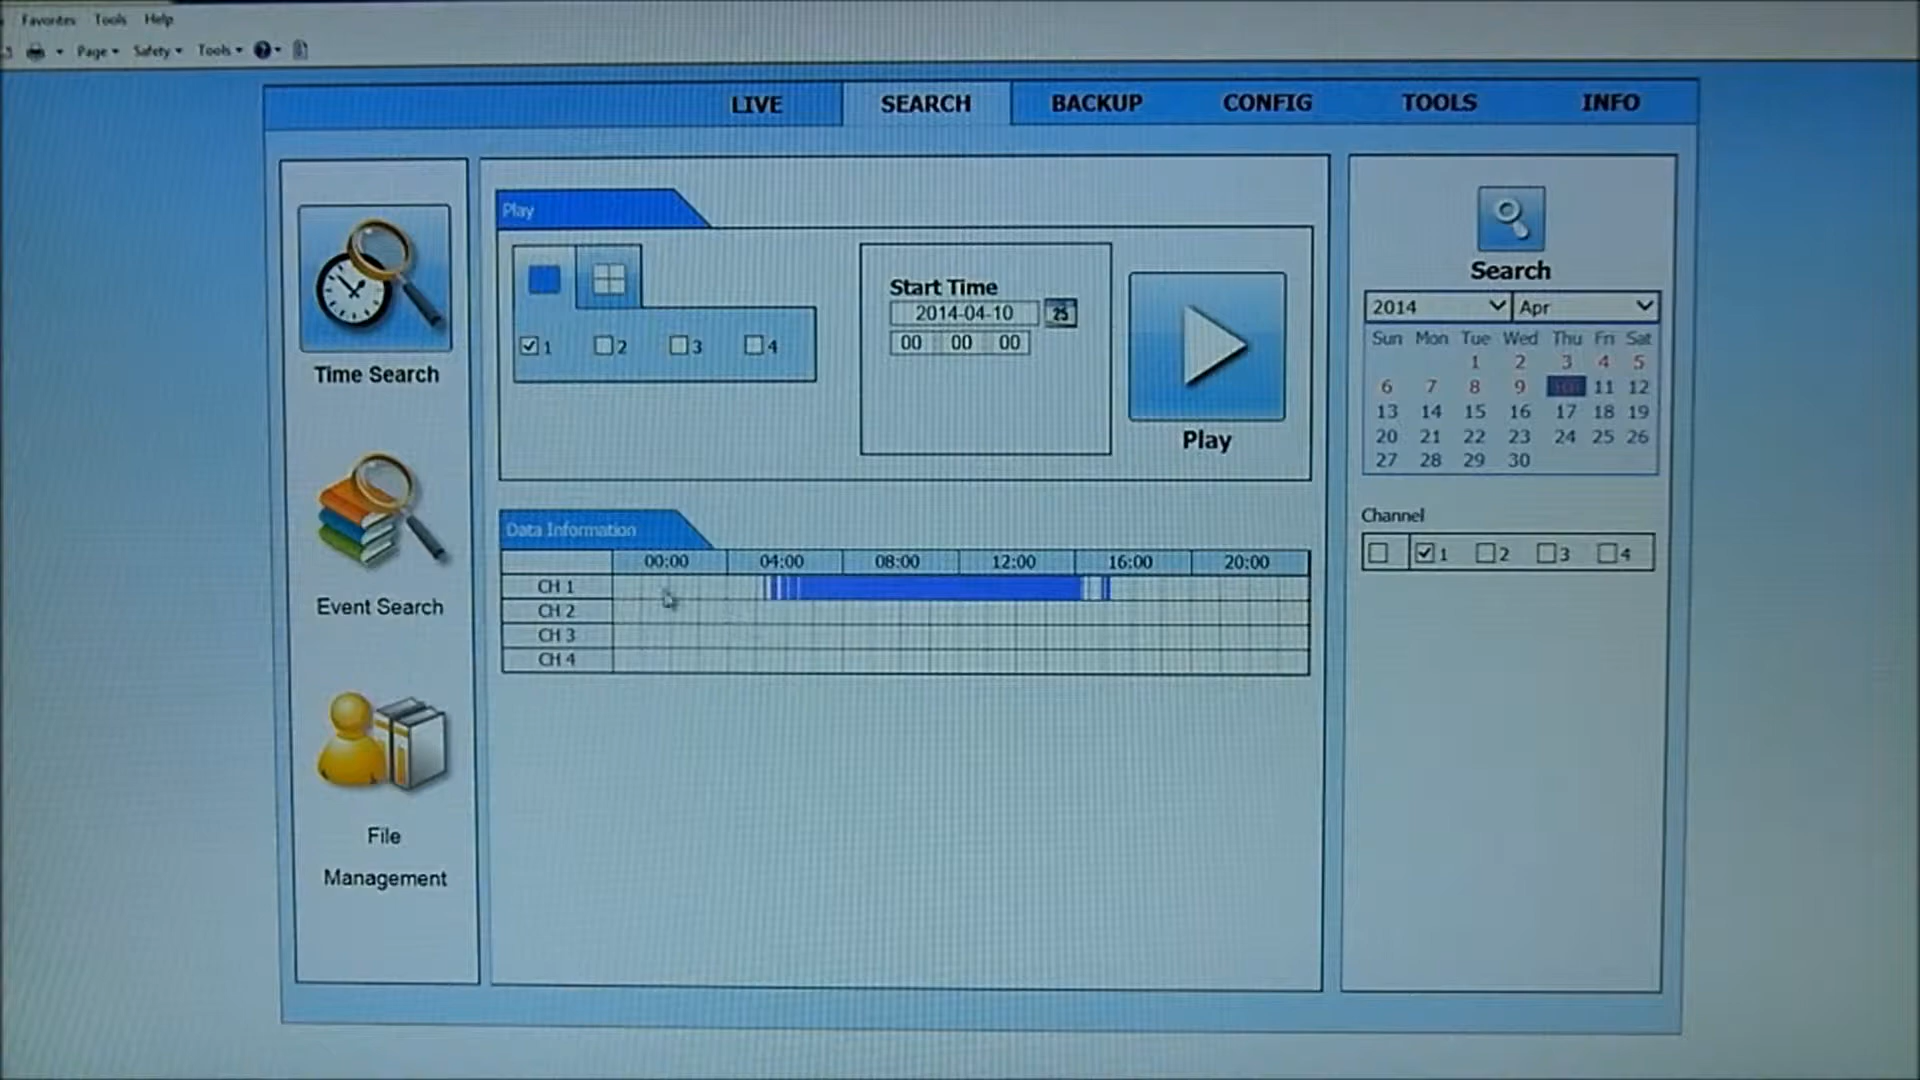 Favorites Tools Help
Page Safety Tools
LIVE SEARCH BACKUP CONFIG TOOLS INFO
Time Search
Event Search
File
Management
Play
1 2 3 4
Start Time
2014-04-10
25
00 00 00
Play
Data Information
00:00 04:00 08:00 12:00 16:00 20:00
CH 1
CH 2
CH 3
CH 4
Search
2014 Apr
Sun Mon Tue Wed Thu Fri Sat
1 2 3 4 5
6 7 8 9 10 11 12
13 14 15 16 17 18 19
20 21 22 23 24 25 26
27 28 29 30
Channel
1 2 3 4